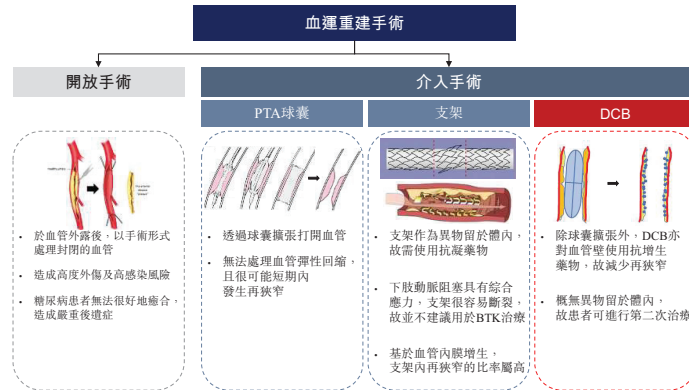 血運重建手術
開放手術
介入手術
PTA球囊
支架
DCB
• 於血管外露後，以手術形式
處理封閉的血管
• 造成高度外傷及高感染風險
• 糖尿病患者無法很好地癒合，
造成嚴重後遺症
• 透過球囊擴張打開血管
• 無法處理血管彈性回縮，
且很可能短期內
發生再狹窄
• 支架作為異物留於體內，
故需使用抗凝藥物
• 下肢動脈阻塞具有綜合
應力，支架很容易斷裂，
故並不建議用於BTK治療
• 基於血管內膜增生，
支架內再狹窄的比率屬高
• 除球囊擴張外，DCB亦
對血管壁使用抗增生
藥物，故減少再狹窄
• 概無異物留於體內，
故患者可進行第二次治療